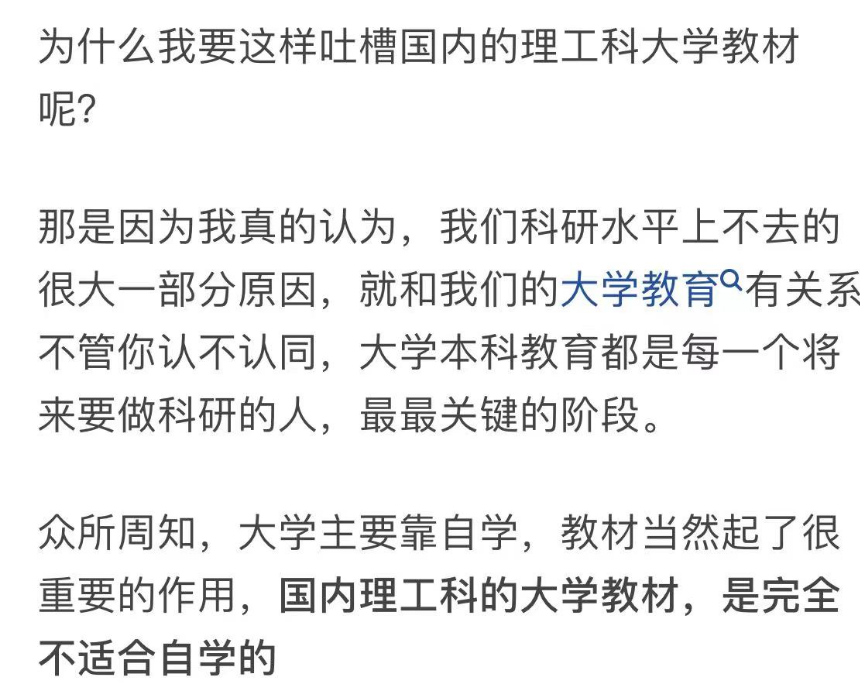 为什么我要这样吐槽国内的理工科大学教材
呢?
那是因为我真的认为，我们科研水平上不去的
很大一部分原因，就和我们的大学教育有关系
不管你认不认同，大学本科教育都是每一个将
来要做科研的人，最最关键的阶段。
众所周知，大学主要靠自学，教材当然起了很
重要的作用，国内理工科的大学教材，是完全
不适合自学的